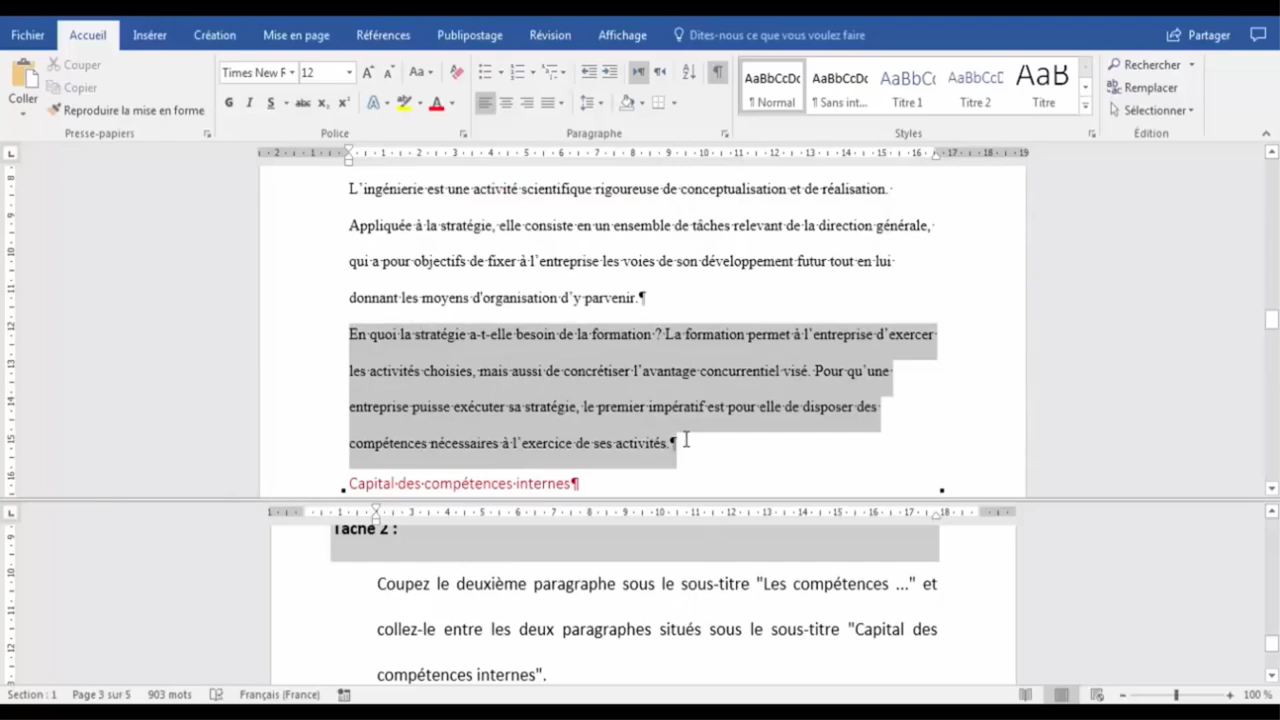 Fichier Accueil Insérer Création Mise en page Références Publipostage Révision Affichage Dites-nous ce que vous voulez faire Partager
Coller
Couper
Copier
Reproduire la mise en forme
Presse-papiers
Times New F 12
G I S abc x₂ x²
Police
Paragraphe
AaBbCcDc AaBbCcDc AaBbCc AaBbCcD AaB
¶ Normal ¶ Sans int... Titre 1 Titre 2 Titre
Styles
Rechercher
Remplacer
Sélectionner
Édition
L'ingénierie est une activité scientifique rigoureuse de conceptualisation et de réalisation.
Appliquée à la stratégie, elle consiste en un ensemble de tâches relevant de la direction générale,
qui a pour objectifs de fixer à l'entreprise les voies de son développement futur tout en lui
donnant les moyens d'organisation d'y parvenir.¶
En quoi la stratégie a-t-elle besoin de la formation ? La formation permet à l'entreprise d'exercer
les activités choisies, mais aussi de concrétiser l'avantage concurrentiel visé. Pour qu'une
entreprise puisse exécuter sa stratégie, le premier impératif est pour elle de disposer des
compétences nécessaires à l'exercice de ses activités.¶
Capital des compétences internes¶
Tâche 2 :
Coupez le deuxième paragraphe sous le sous-titre "Les compétences ..." et
collez-le entre les deux paragraphes situés sous le sous-titre "Capital des
compétences internes".
Section : 1 Page 3 sur 5 903 mots Français (France) 100 %